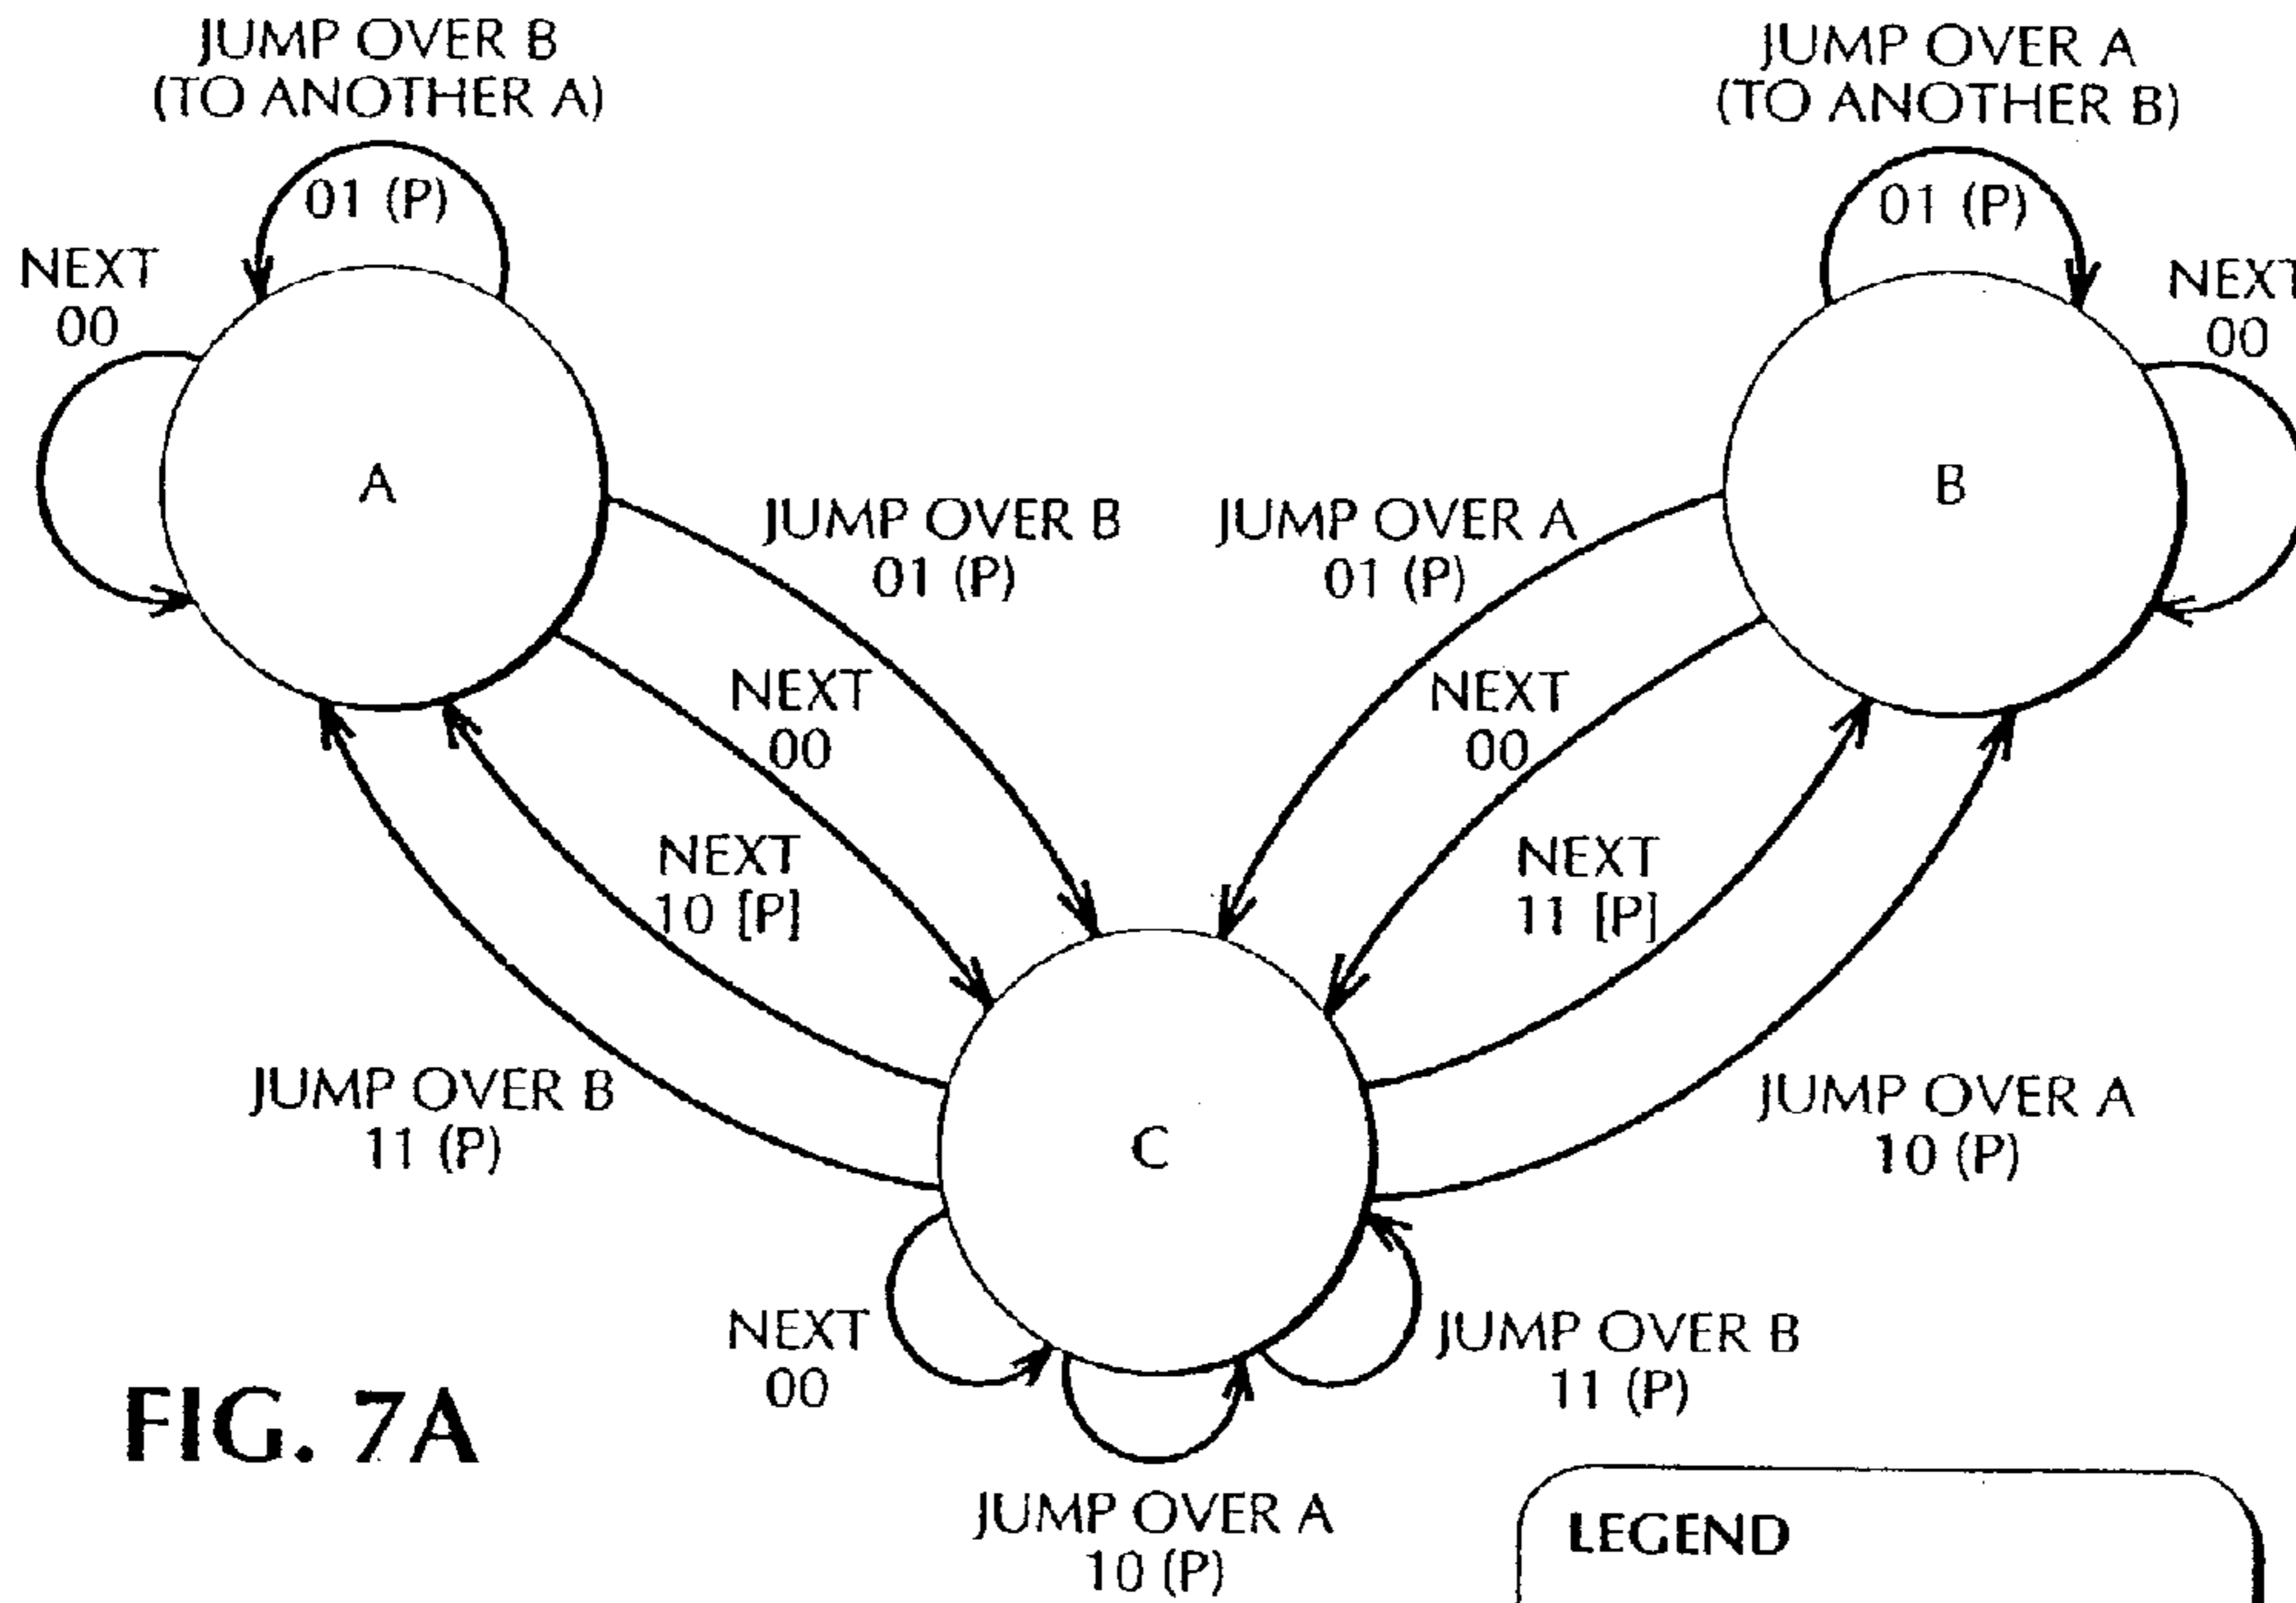 JUMP OVER B
(TO ANOTHER A)
01 (P)
NEXT
00
A
JUMP OVER A
(TO ANOTHER B)
01 (P)
NEXT
00
B
JUMP OVER B
01 (P)
JUMP OVER A
01 (P)
NEXT
00
NEXT
00
NEXT
10 [P]
NEXT
11 [P]
JUMP OVER B
11 (P)
C
JUMP OVER A
10 (P)
NEXT
00
JUMP OVER B
11 (P)
JUMP OVER A
10 (P)
FIG. 7A
LEGEND